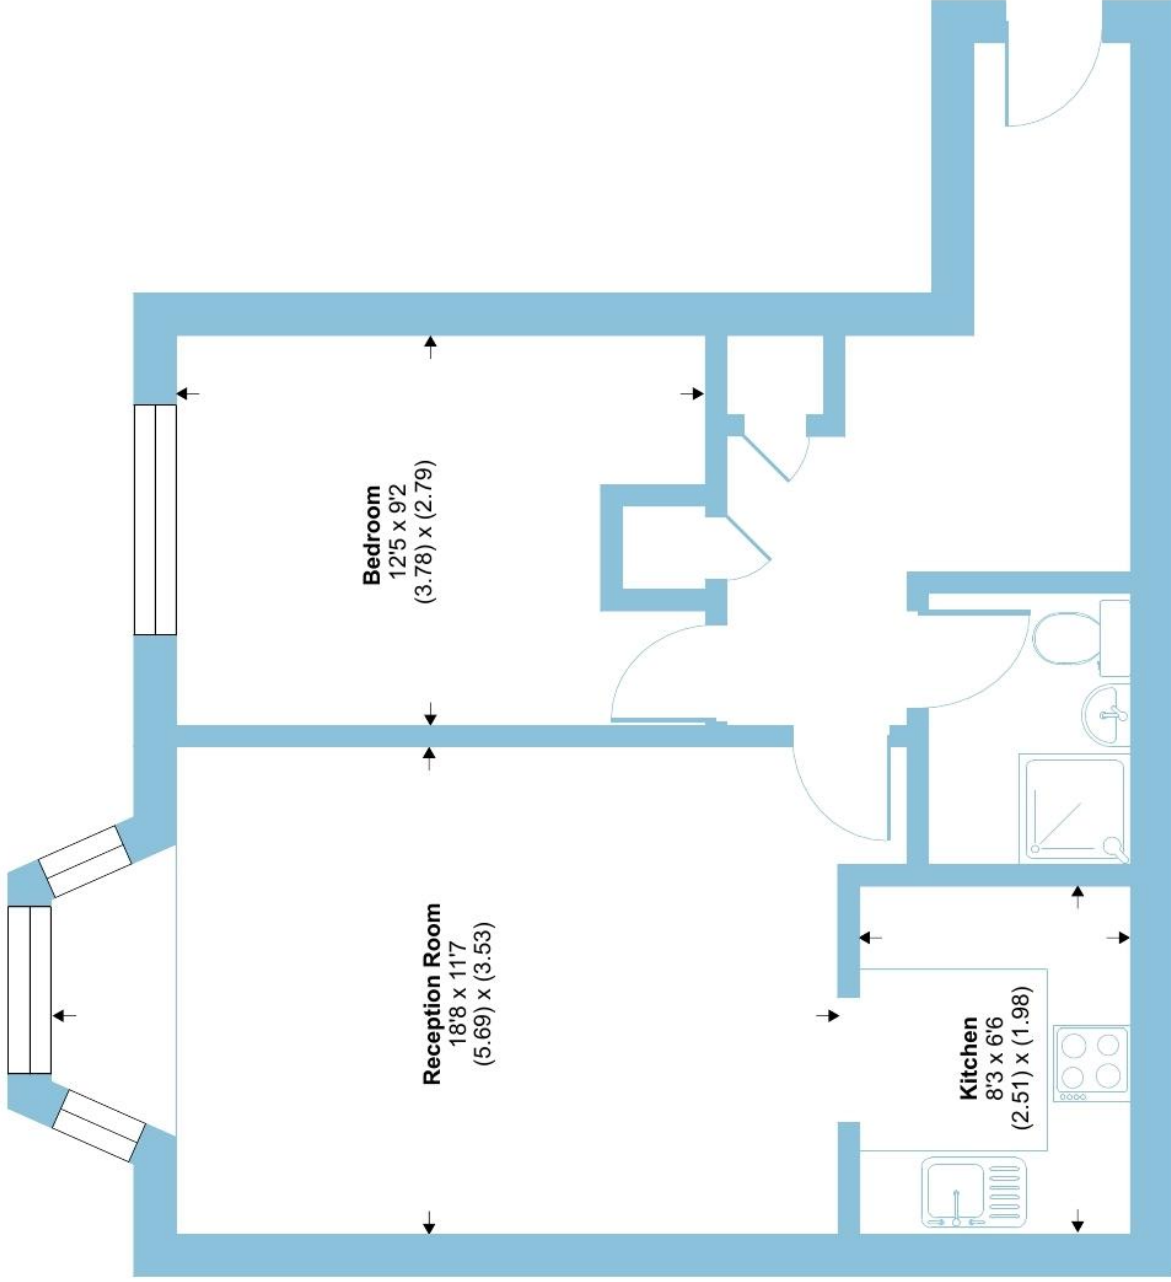 Bedroom
12'5 x 9'2
(3.78) x (2.79)
Reception Room
18'8 x 11'7
(5.69) x (3.53)
Kitchen
8'3 x 6'6
(2.51) x (1.98)